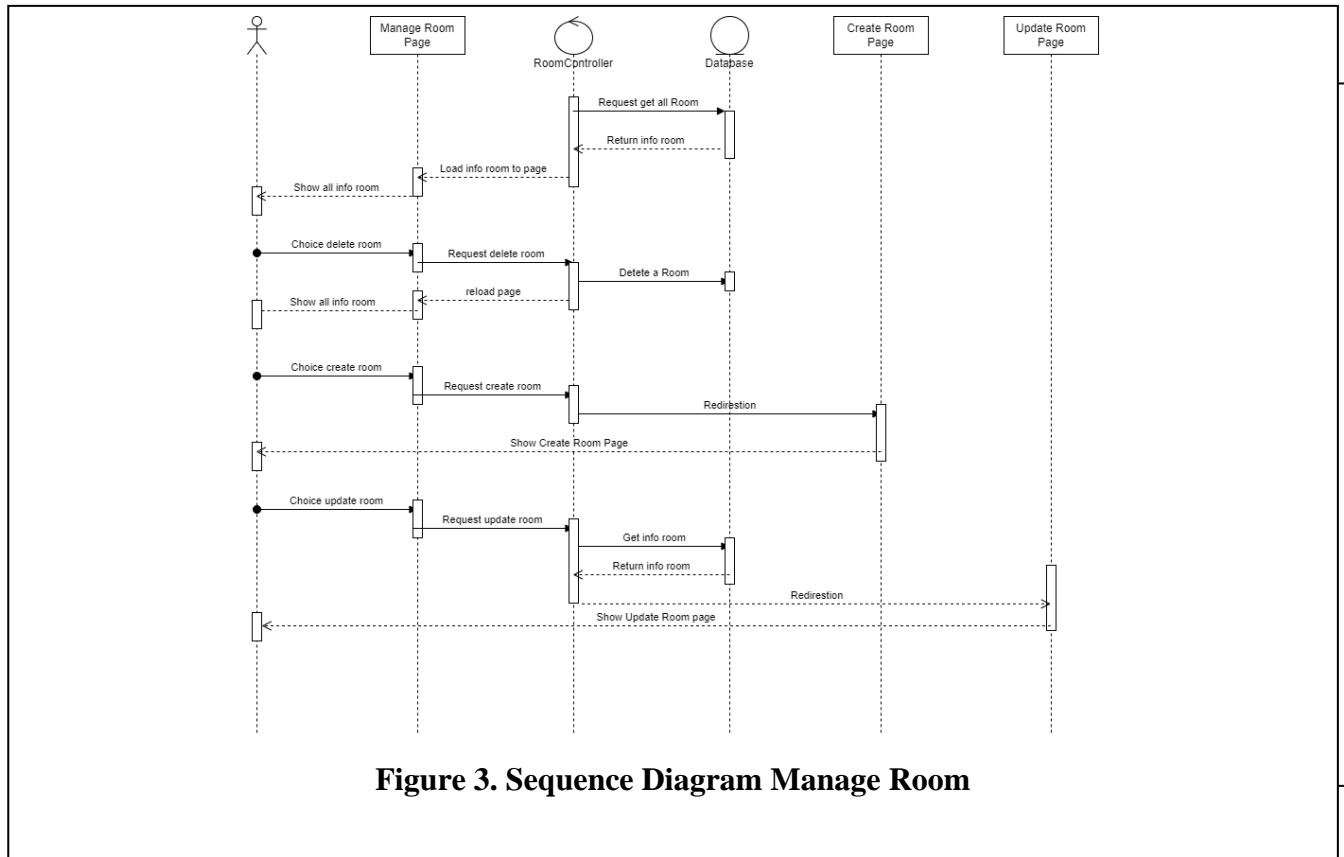 Manage Room
Page
RoomController
Database
Create Room
Page
Update Room
Page
Request get all Room
Return info room
Load info room to page
Show all info room
Choice delete room
Request delete room
Detete a Room
reload page
Show all info room
Choice create room
Request create room
Redirestion
Show Create Room Page
Choice update room
Request update room
Get info room
Return info room
Redirestion
Show Update Room page
Figure 3. Sequence Diagram Manage Room